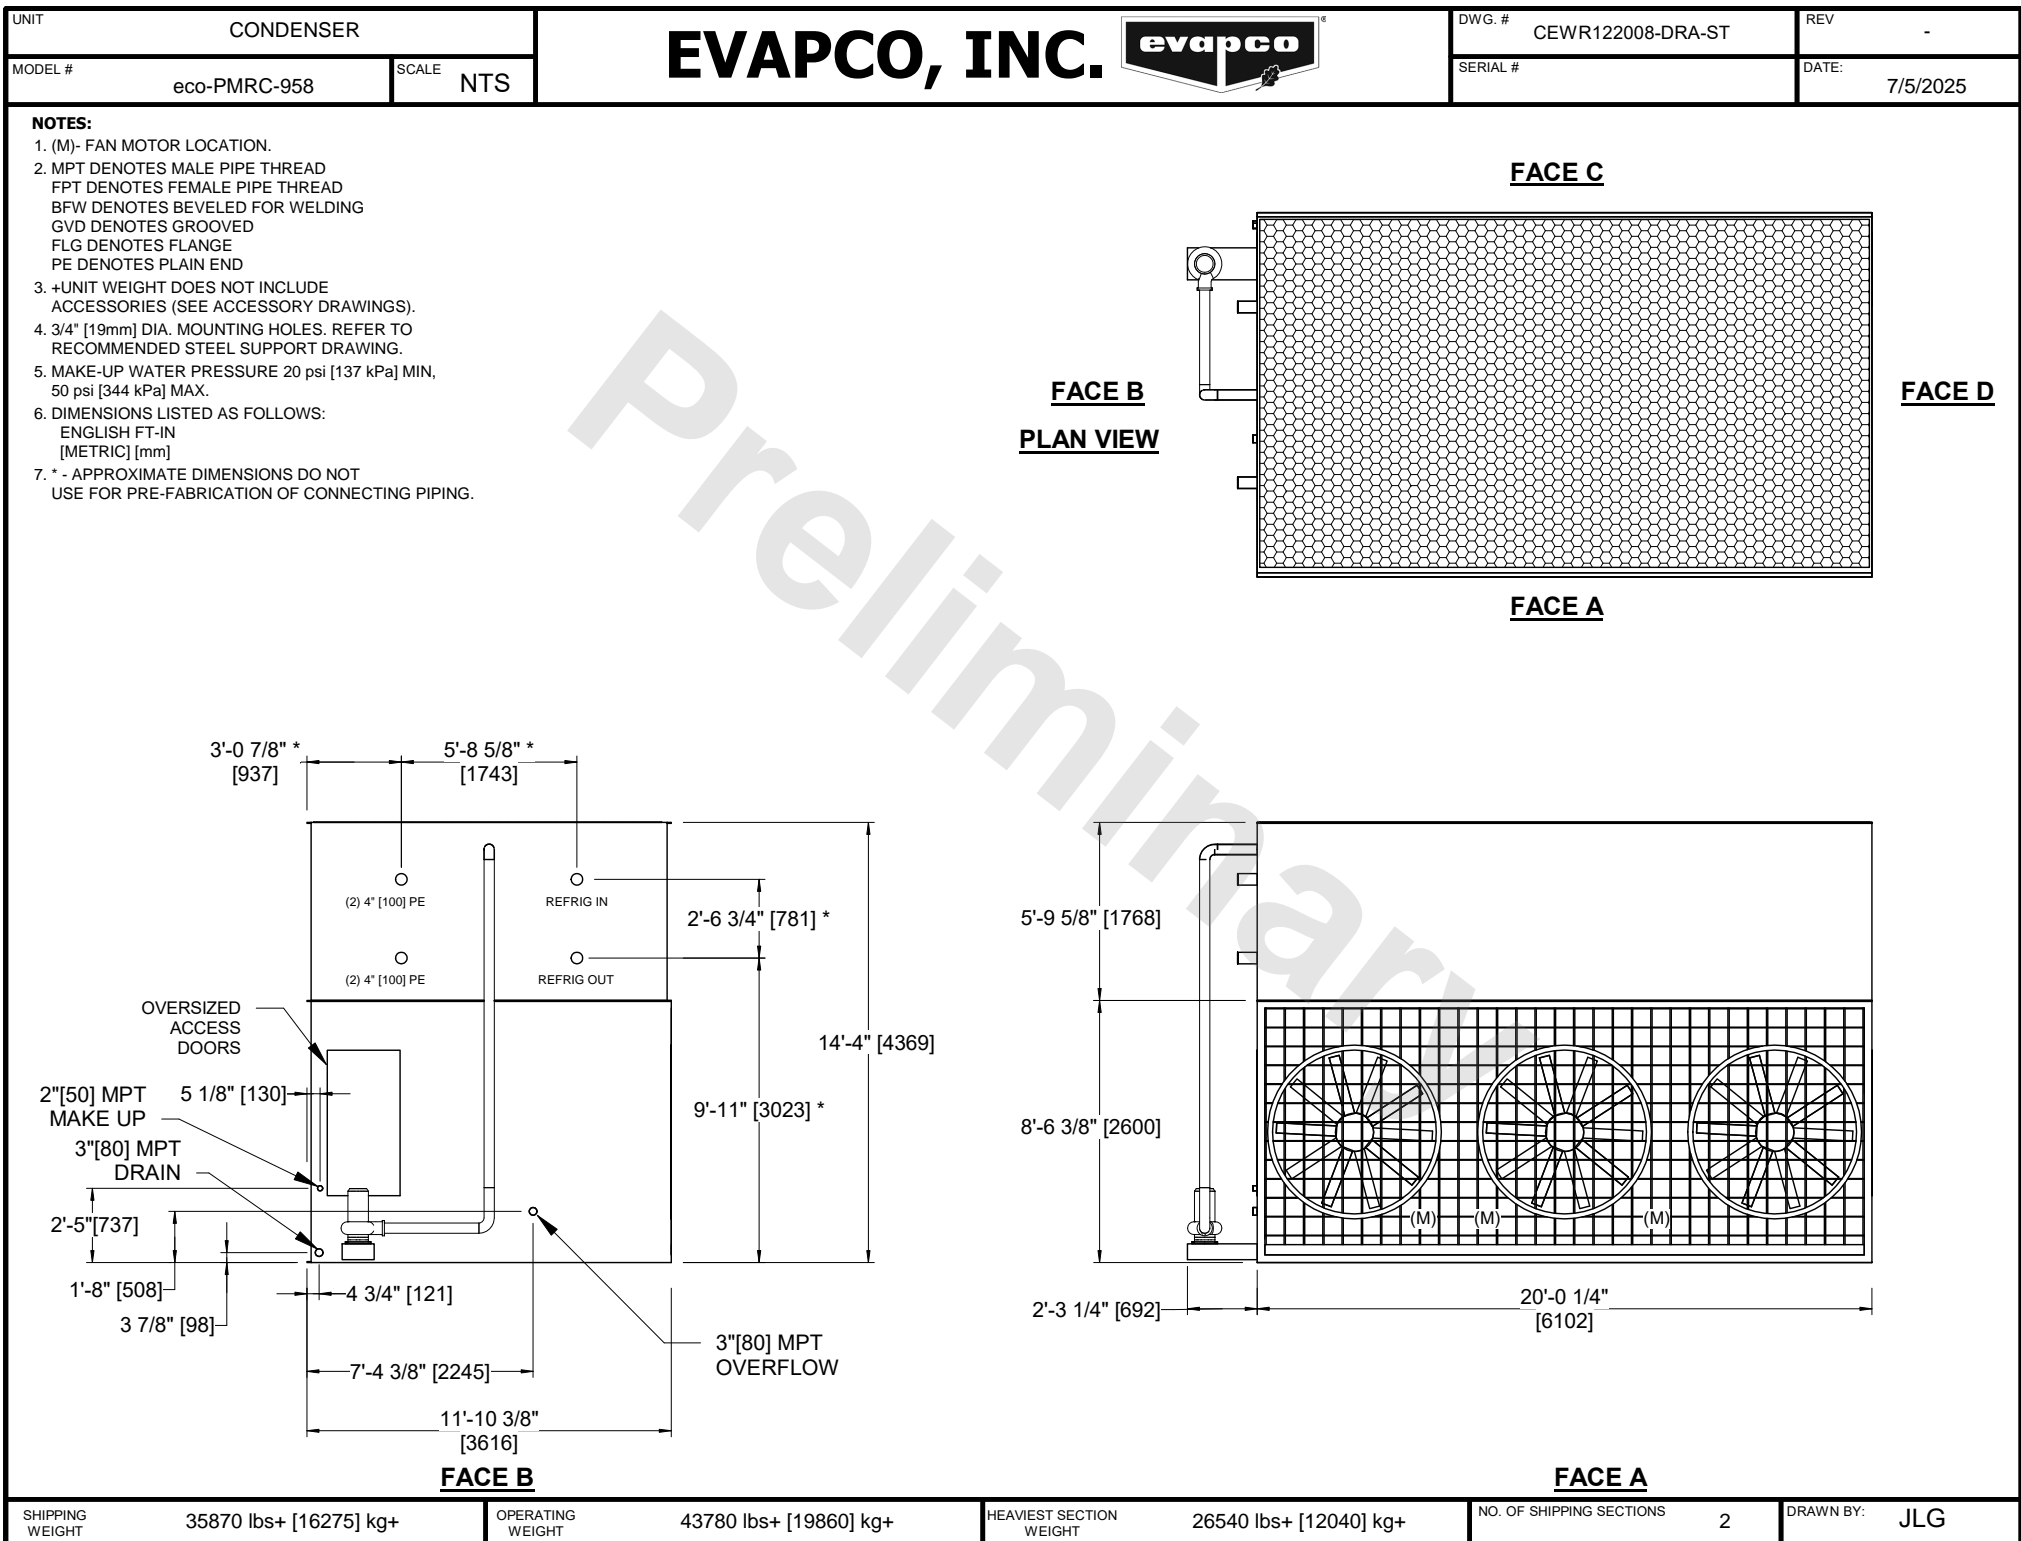 UNIT
CONDENSER
MODEL #
eco-PMRC-958
SCALE
NTS
EVAPCO, INC.
evapco
®
DWG. #
CEWR122008-DRA-ST
REV
-
SERIAL #
DATE:
7/5/2025
NOTES:
1. (M)- FAN MOTOR LOCATION.
2. MPT DENOTES MALE PIPE THREAD
FPT DENOTES FEMALE PIPE THREAD
BFW DENOTES BEVELED FOR WELDING
GVD DENOTES GROOVED
FLG DENOTES FLANGE
PE DENOTES PLAIN END
3. +UNIT WEIGHT DOES NOT INCLUDE
ACCESSORIES (SEE ACCESSORY DRAWINGS).
4. 3/4" [19mm] DIA. MOUNTING HOLES. REFER TO
RECOMMENDED STEEL SUPPORT DRAWING.
5. MAKE-UP WATER PRESSURE 20 psi [137 kPa] MIN,
50 psi [344 kPa] MAX.
6. DIMENSIONS LISTED AS FOLLOWS:
ENGLISH FT-IN
[METRIC] [mm]
7. * - APPROXIMATE DIMENSIONS DO NOT
USE FOR PRE-FABRICATION OF CONNECTING PIPING.
Preliminary
FACE C
FACE B
FACE D
PLAN VIEW
FACE A
3'-0 7/8" *
[937]
5'-8 5/8" *
[1743]
(2) 4" [100] PE
REFRIG IN
(2) 4" [100] PE
REFRIG OUT
2'-6 3/4" [781] *
14'-4" [4369]
9'-11" [3023] *
OVERSIZED
ACCESS
DOORS
2"[50] MPT
MAKE UP
5 1/8" [130]
3"[80] MPT
DRAIN
2'-5"[737]
1'-8" [508]
3 7/8" [98]
4 3/4" [121]
3"[80] MPT
OVERFLOW
7'-4 3/8" [2245]
11'-10 3/8"
[3616]
FACE B
5'-9 5/8" [1768]
8'-6 3/8" [2600]
(M)
(M)
(M)
2'-3 1/4" [692]
20'-0 1/4"
[6102]
FACE A
SHIPPING
WEIGHT
35870 lbs+ [16275] kg+
OPERATING
WEIGHT
43780 lbs+ [19860] kg+
HEAVIEST SECTION
WEIGHT
26540 lbs+ [12040] kg+
NO. OF SHIPPING SECTIONS
2
DRAWN BY:
JLG